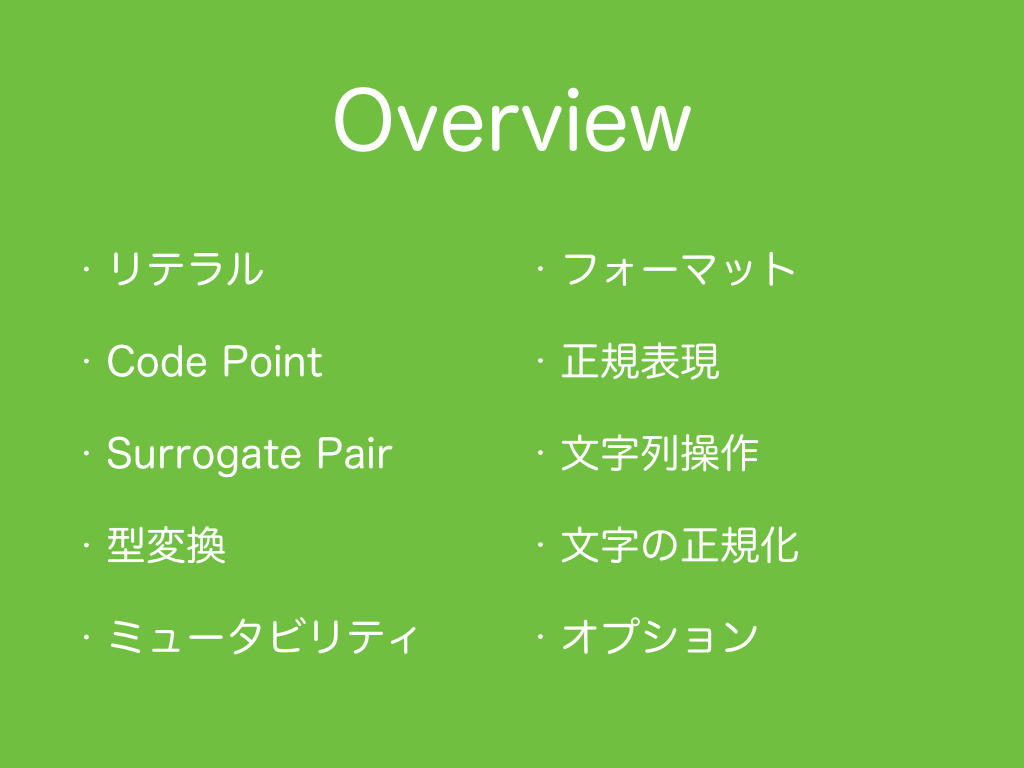 Overview
・リテラル
・Code Point
・Surrogate Pair
・型変換
・ミュータビリティ
・フォーマット
・正規表現
・文字列操作
・文字の正規化
・オプション